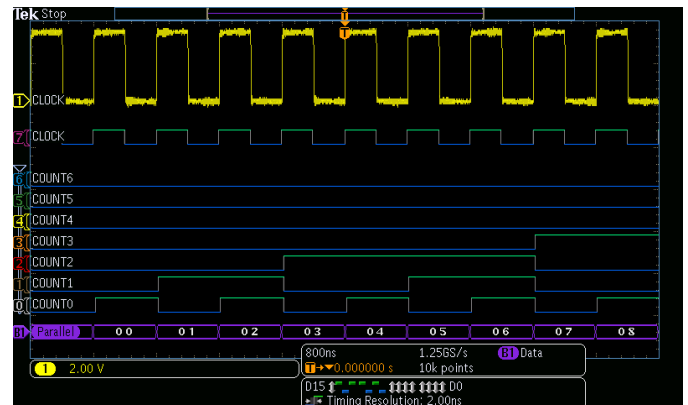 Tek Stop
T
T
1 CLOCK
7 CLOCK
6 COUNT6
5 COUNT5
4 COUNT4
3 COUNT3
2 COUNT2
1 COUNT1
0 COUNT0
B1 Parallel 00 01 02 03 04 05 06 07 08
1 2.00 V
800ns 1.25GS/s B1 Data
T→▼0.000000 s 10k points
D15 D0
Timing Resolution: 2.00ns